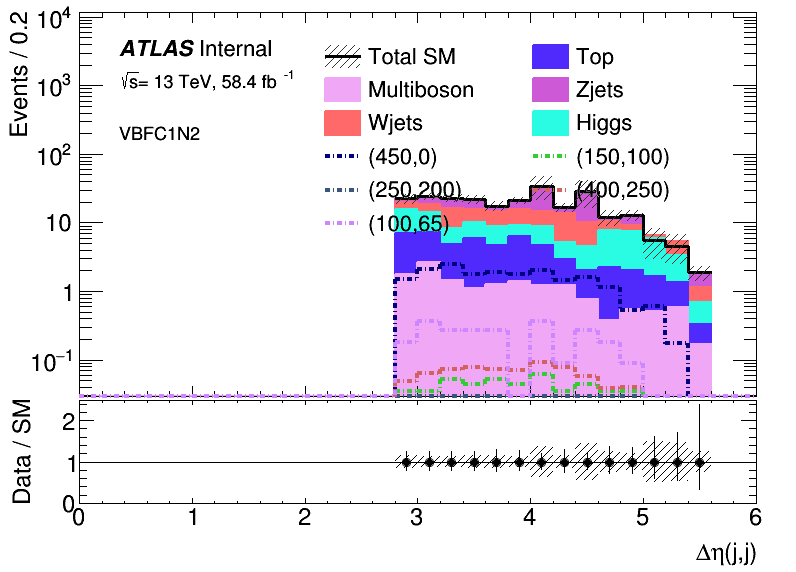 10⁴
10³
10²
10
1
10⁻¹
Events / 0.2
ATLAS Internal
√s= 13 TeV, 58.4 fb ⁻¹
VBFC1N2
Total SM
Top
Multiboson
Zjets
Wjets
Higgs
(450,0)
(150,100)
(250,200)
(400,250)
(100,65)
Data / SM
2
1
0
0 1 2 3 4 5 6
Δη(j,j)